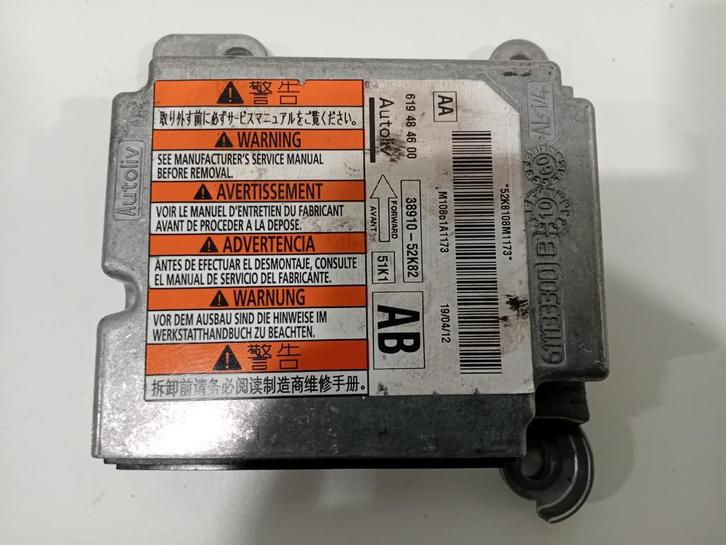 警告
取り外す前に必ずサービスマニュアルをご覧ください。
WARNING
SEE MANUFACTURER'S SERVICE MANUAL
BEFORE REMOVAL.
AVERTISSEMENT
VOIR LE MANUEL D'ENTRETIEN DU FABRICANT
AVANT DE PROCEDER A LA DEPOSE.
ADVERTENCIA
ANTES DE EFECTUAR EL DESMONTAJE, CONSULTE
EL MANUAL DE SERVICIO DEL FABRICANTE.
WARNUNG
VOR DEM AUSBAU SIND DIE HINWEISE IM
WERKSTATTHANDBUCH ZU BEACHTEN.
警告
拆卸前请务必阅读制造商维修手册。
Autoliv
619 48 46 00
Autoliv
AA
FORWARD
AVANT
38910-52K82
51K1
AB
M108o1A1173
19/04/12
*52K8108M1173*